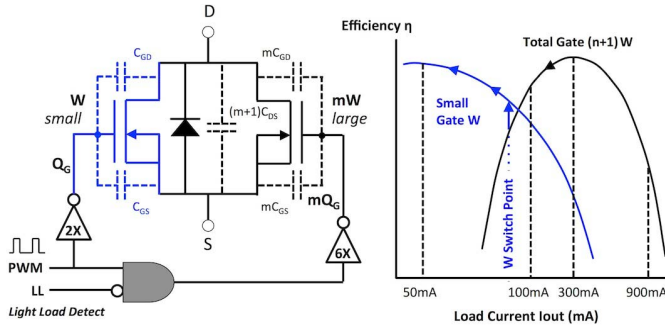 D
C_GD
mC_GD
W
small
(m+1)C_DS
mW
large
Q_G
C_GS
mC_GS
mQ_G
S
2X
6X
PWM
LL
Light Load Detect
Efficiency η
Total Gate (n+1) W
Small
Gate W
W Switch Point
50mA
100mA
300mA
900mA
Load Current Iout (mA)